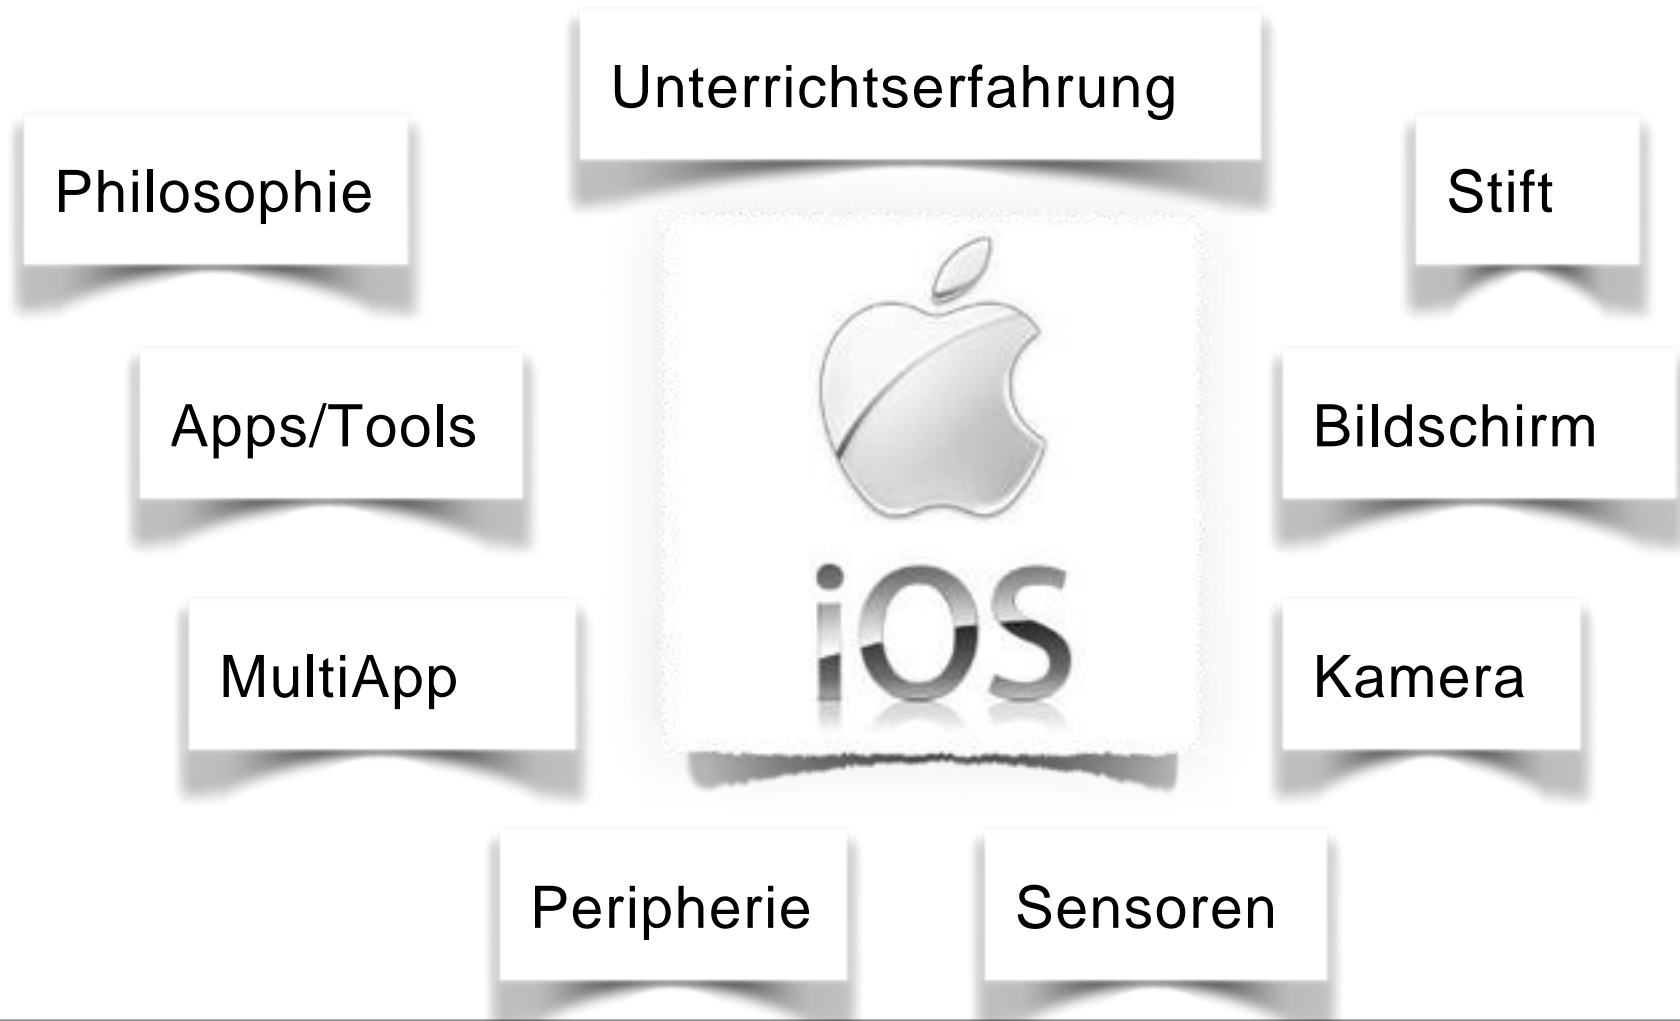 Unterrichtserfahrung
Philosophie
Stift
Apps/Tools
Bildschirm
iOS
MultiApp
Kamera
Peripherie
Sensoren